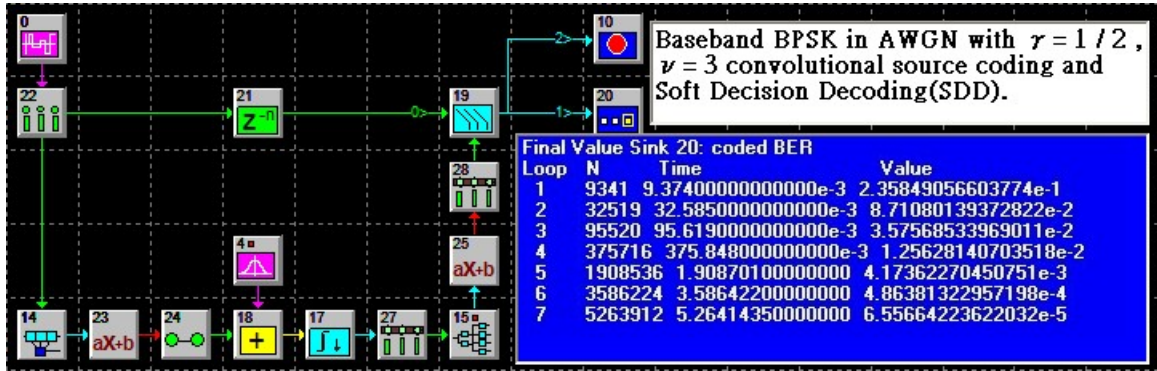 0
10
2
Baseband BPSK in AWGN with r = 1 / 2 ,
ν = 3 convolutional source coding and
Soft Decision Decoding(SDD).
22
21
Z⁻ⁿ
0
19
1
20
Final Value Sink 20: coded BER
Loop N Time Value
1 9341 9.37400000000000e-3 2.35849056603774e-1
2 32519 32.5850000000000e-3 8.71080139372822e-2
3 95520 95.6190000000000e-3 3.57568533969011e-2
4 375716 375.848000000000e-3 1.25628140703518e-2
5 1908536 1.90870100000000 4.17362270450751e-3
6 3586224 3.58642200000000 4.86381322957198e-4
7 5263912 5.26414350000000 6.55664223622032e-5
28
4
25
aX+b
14
23
aX+b
24
18
+
17
27
15